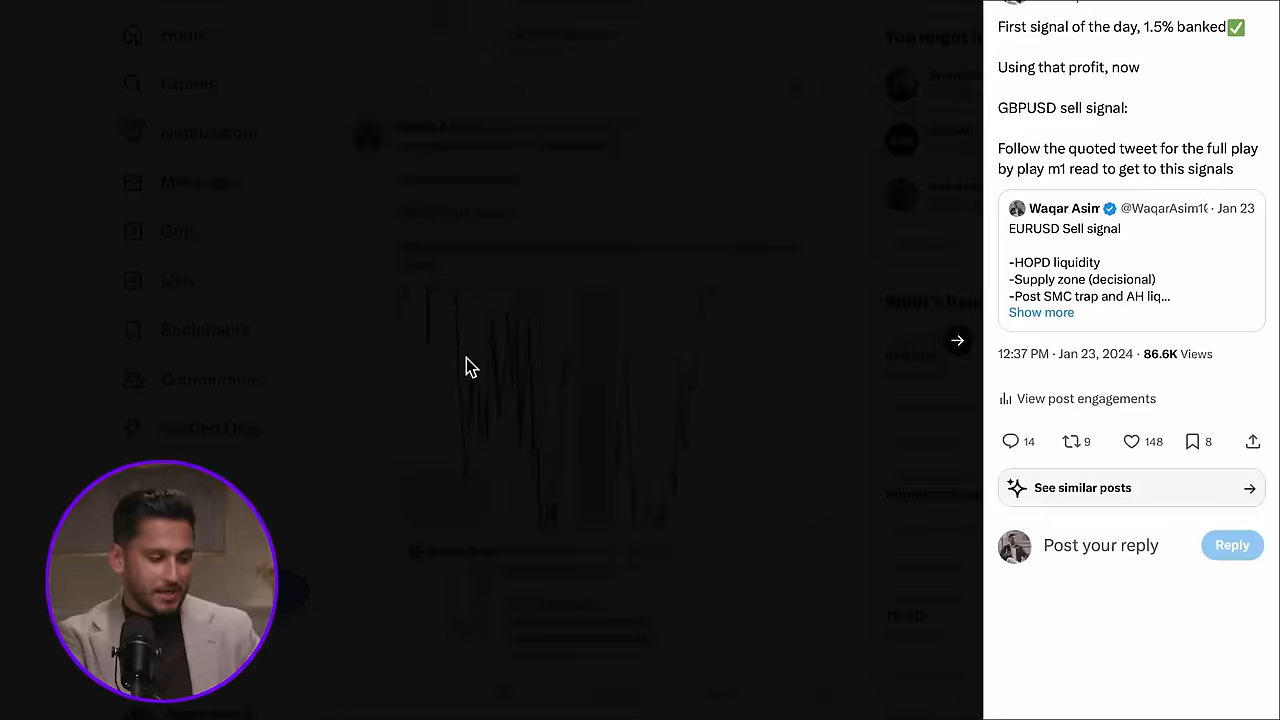 Home
Explore
Notifications
Messages
Grok
Lists
Bookmarks
Communities
First signal of the day, 1.5% banked✅
Using that profit, now
GBPUSD sell signal:
Follow the quoted tweet for the full play
by play m1 read to get to this signals
Waqar Asim @WaqarAsim1 · Jan 23
EURUSD Sell signal
-HOPD liquidity
-Supply zone (decisional)
-Post SMC trap and AH liq...
Show more
12:37 PM · Jan 23, 2024 · 86.6K Views
View post engagements
14 9 148 8
See similar posts
Post your reply Reply